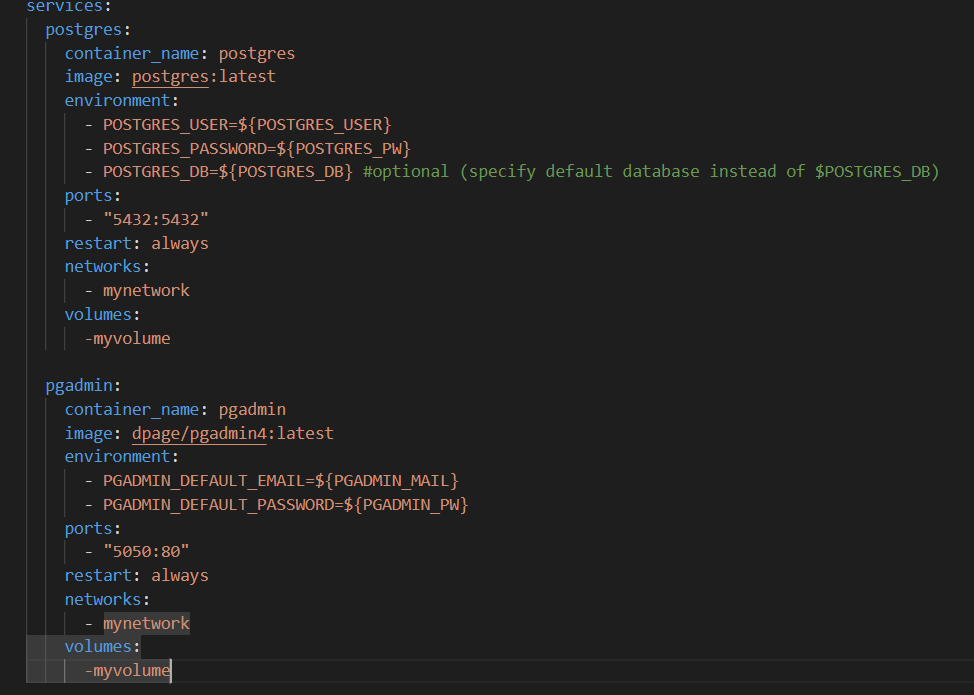 services:
postgres:
container_name: postgres
image: postgres:latest
environment:
- POSTGRES_USER=${POSTGRES_USER}
- POSTGRES_PASSWORD=${POSTGRES_PW}
- POSTGRES_DB=${POSTGRES_DB} #optional (specify default database instead of $POSTGRES_DB)
ports:
- "5432:5432"
restart: always
networks:
- mynetwork
volumes:
-myvolume
pgadmin:
container_name: pgadmin
image: dpage/pgadmin4:latest
environment:
- PGADMIN_DEFAULT_EMAIL=${PGADMIN_MAIL}
- PGADMIN_DEFAULT_PASSWORD=${PGADMIN_PW}
ports:
- "5050:80"
restart: always
networks:
- mynetwork
volumes:
-myvolume